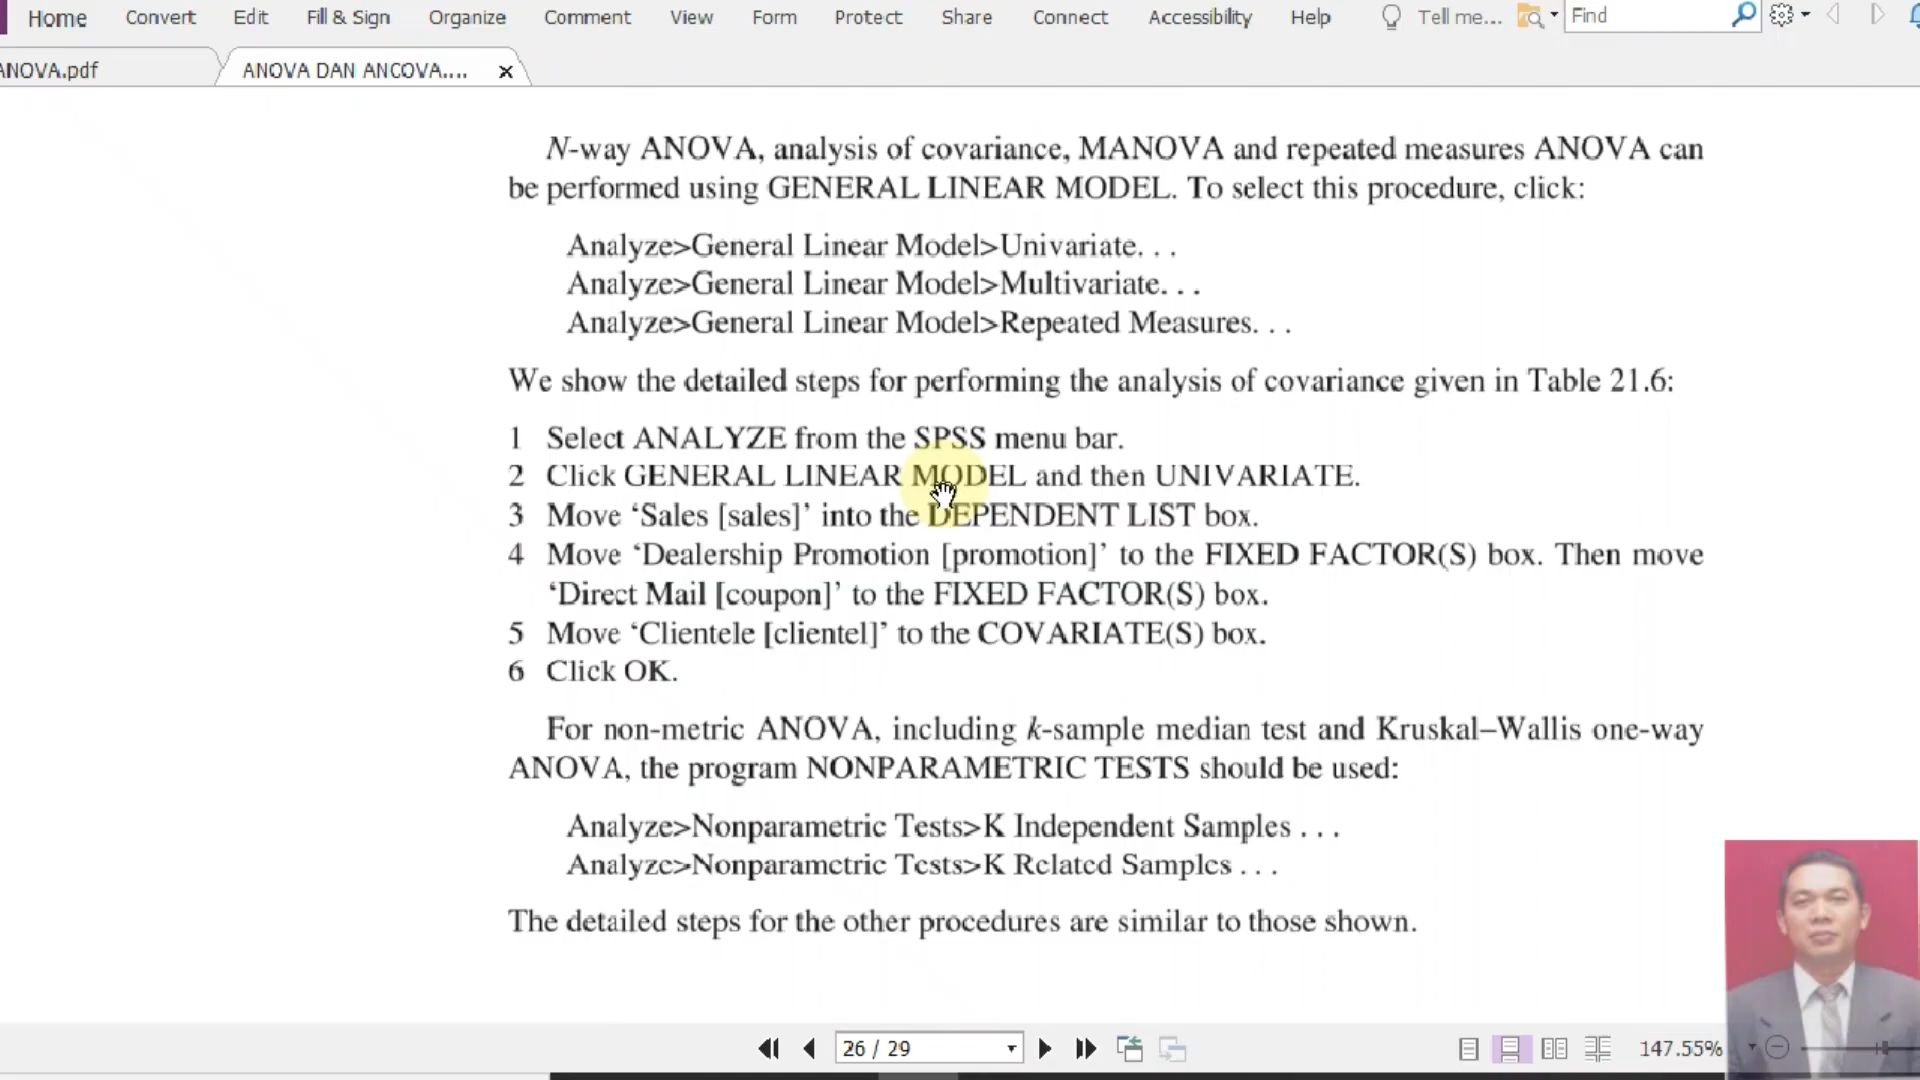 Home Convert Edit Fill & Sign Organize Comment View Form Protect Share Connect Accessibility Help Tell me... Find
ANOVA.pdf ANOVA DAN ANCOVA....
N-way ANOVA, analysis of covariance, MANOVA and repeated measures ANOVA can
be performed using GENERAL LINEAR MODEL. To select this procedure, click:
Analyze>General Linear Model>Univariate. . .
Analyze>General Linear Model>Multivariate. . .
Analyze>General Linear Model>Repeated Measures. . .
We show the detailed steps for performing the analysis of covariance given in Table 21.6:
1 Select ANALYZE from the SPSS menu bar.
2 Click GENERAL LINEAR MODEL and then UNIVARIATE.
3 Move ‘Sales [sales]’ into the DEPENDENT LIST box.
4 Move ‘Dealership Promotion [promotion]’ to the FIXED FACTOR(S) box. Then move
‘Direct Mail [coupon]’ to the FIXED FACTOR(S) box.
5 Move ‘Clientele [clientel]’ to the COVARIATE(S) box.
6 Click OK.
For non-metric ANOVA, including k-sample median test and Kruskal–Wallis one-way
ANOVA, the program NONPARAMETRIC TESTS should be used:
Analyze>Nonparametric Tests>K Independent Samples . . .
Analyze>Nonparametric Tests>K Related Samples . . .
The detailed steps for the other procedures are similar to those shown.
26 / 29 147.55%